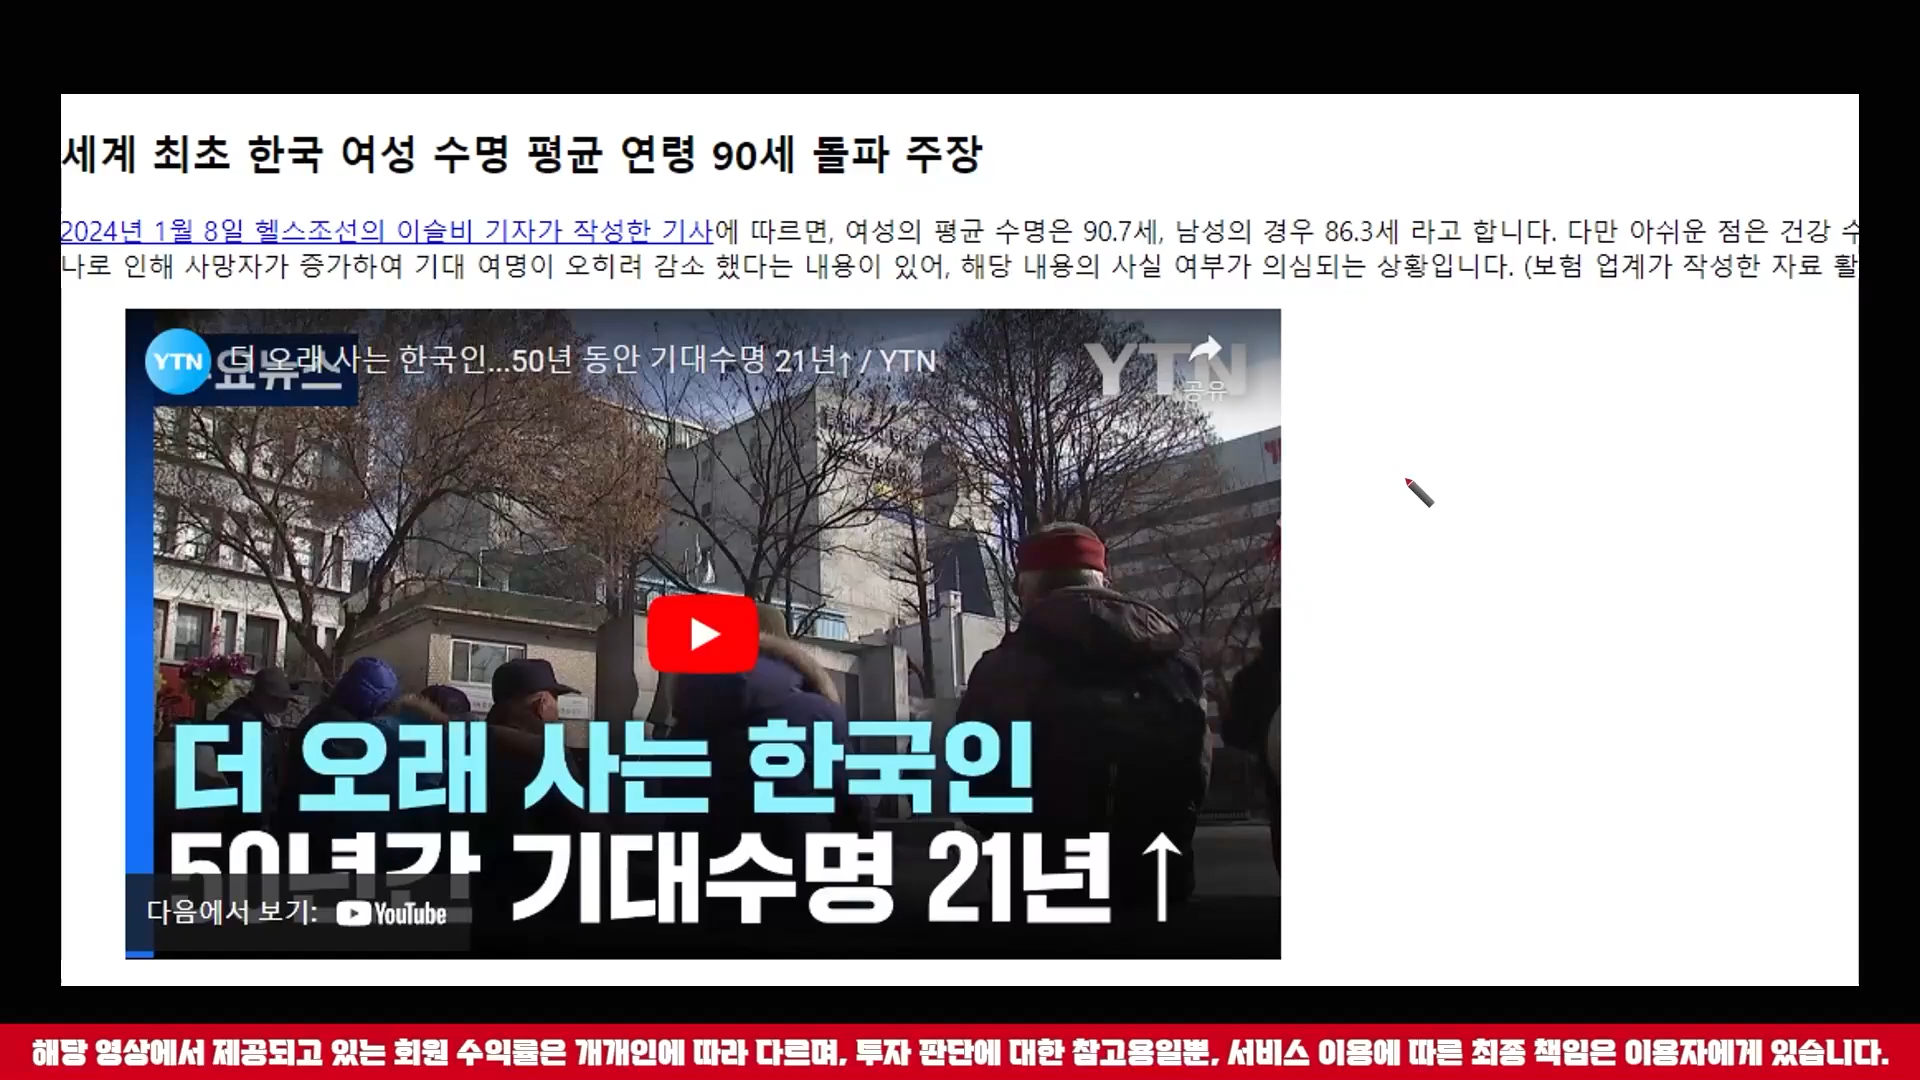 세계 최초 한국 여성 수명 평균 연령 90세 돌파 주장
2024년 1월 8일 헬스조선의 이슬비 기자가 작성한 기사에 따르면, 여성의 평균 수명은 90.7세, 남성의 경우 86.3세 라고 합니다. 다만 아쉬운 점은 건강 수
나로 인해 사망자가 증가하여 기대 여명이 오히려 감소 했다는 내용이 있어, 해당 내용의 사실 여부가 의심되는 상황입니다. (보험 업계가 작성한 자료 활
YTN
더 오래 사는 한국인...50년 동안 기대수명 21년↑ / YTN
요뉴스
YTN
공유
더 오래 사는 한국인
50년간 기대수명 21년↑
다음에서 보기: YouTube
해당 영상에서 제공되고 있는 회원 수익률은 개개인에 따라 다르며, 투자 판단에 대한 참고용일뿐, 서비스 이용에 따른 최종 책임은 이용자에게 있습니다.